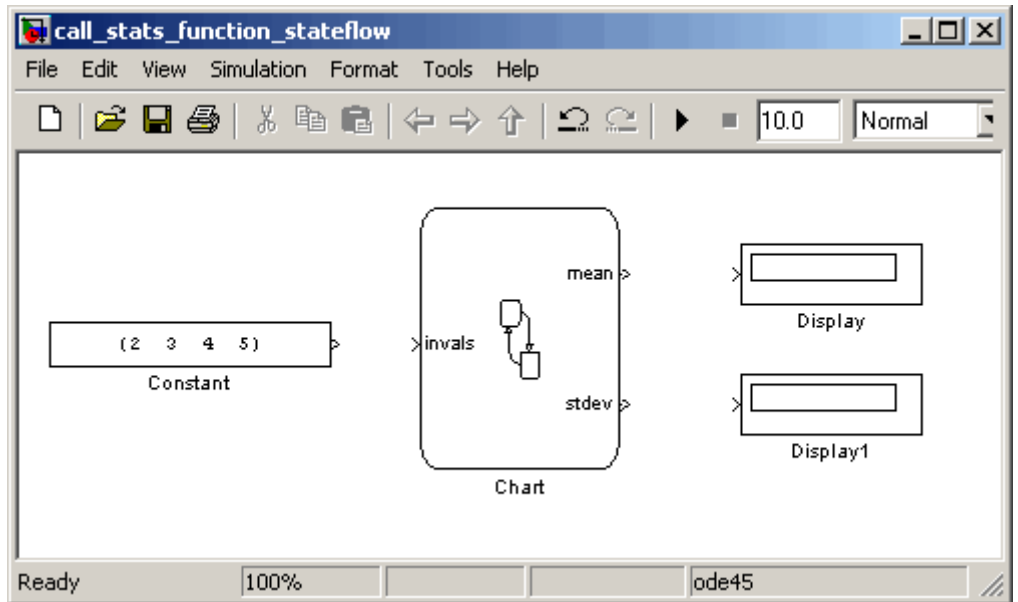 call_stats_function_stateflow
File Edit View Simulation Format Tools Help
10.0 Normal
mean
Display
(2 3 4 5)
invals
Constant
stdev
Display1
Chart
Ready 100% ode45